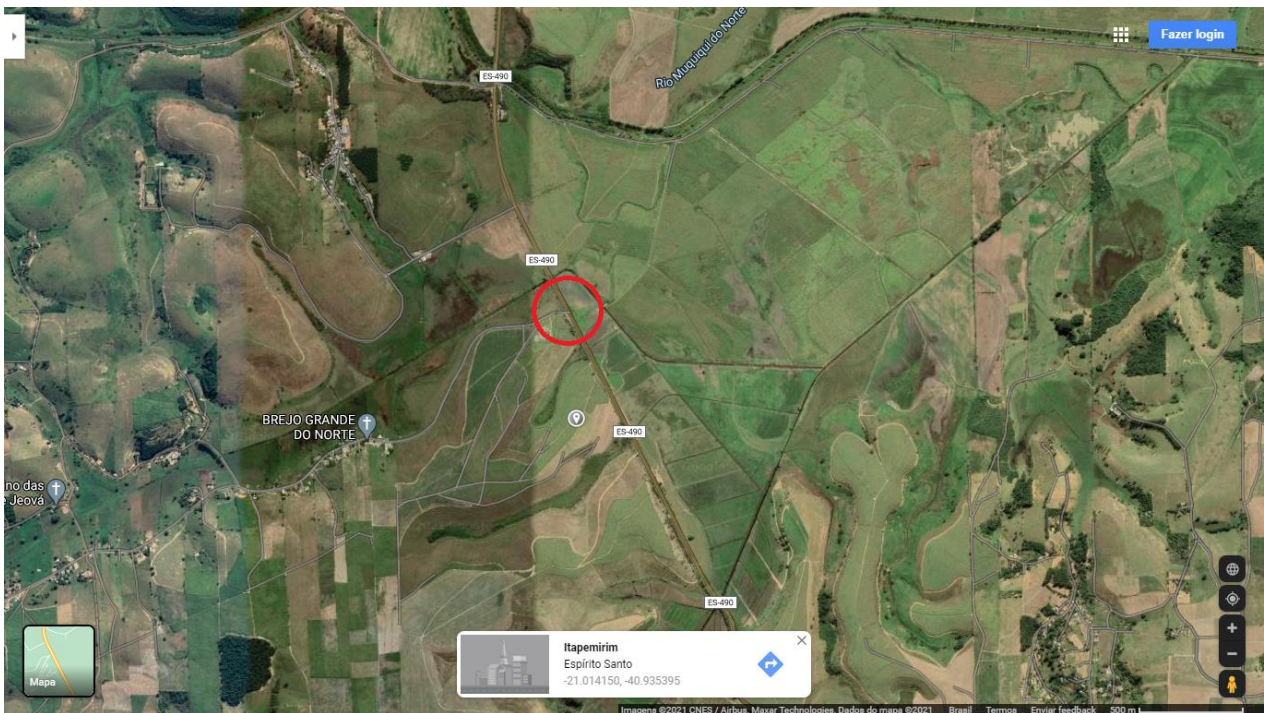 Fazer login
Rio Muquiqui do Norte
ES-490
ES-490
BREJO GRANDE
DO NORTE
ES-490
no das
Jeová
ES-490
Itapemirim
Espírito Santo
-21.014150, -40.935395
Mapa
Imagens ©2021 CNES / Airbus, Maxar Technologies, Dados do mapa ©2021 Brasil Termos Enviar feedback 500 m